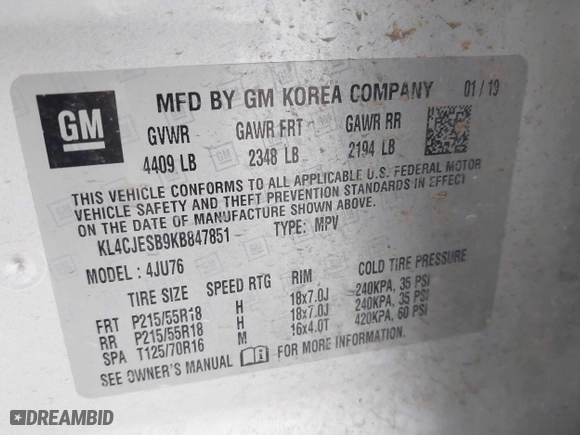 GM
MFD BY GM KOREA COMPANY 01/19
GVWR GAWR FRT GAWR RR
4409 LB 2348 LB 2194 LB
THIS VEHICLE CONFORMS TO ALL APPLICABLE U.S. FEDERAL MOTOR
VEHICLE SAFETY AND THEFT PREVENTION STANDARDS IN EFFECT
ON THE DATE OF MANUFACTURE SHOWN ABOVE.
KL4CJESB9KB847851 TYPE: MPV
MODEL: 4JU76
TIRE SIZE SPEED RTG RIM COLD TIRE PRESSURE
FRT P215/55R18 H 18x7.0J 240KPA, 35 PSI
RR P215/55R18 H 18x7.0J 240KPA, 35 PSI
SPA T125/70R16 M 16x4.0T 420KPA, 60 PSI
SEE OWNER'S MANUAL FOR MORE INFORMATION.
DREAMBID